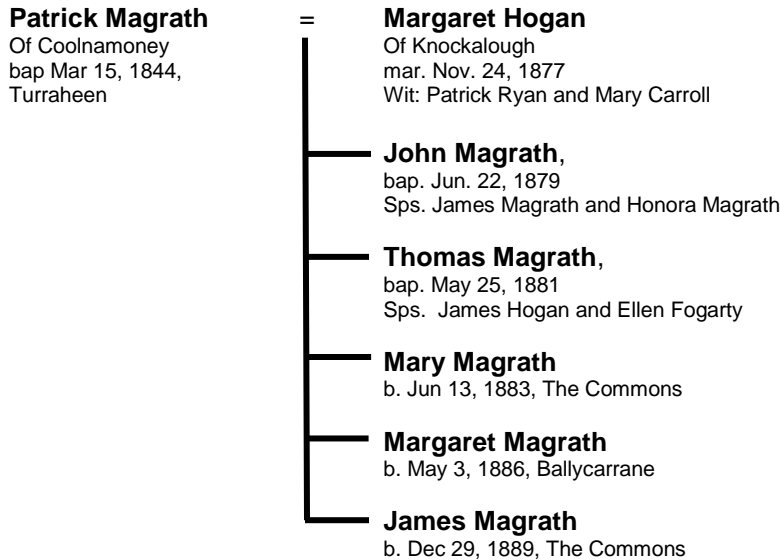 Patrick Magrath = Margaret Hogan
Of Coolnamoney
bap Mar 15, 1844,
Turraheen
Of Knockalough
mar. Nov. 24, 1877
Wit: Patrick Ryan and Mary Carroll
John Magrath,
bap. Jun. 22, 1879
Sps. James Magrath and Honora Magrath
Thomas Magrath,
bap. May 25, 1881
Sps. James Hogan and Ellen Fogarty
Mary Magrath
b. Jun 13, 1883, The Commons
Margaret Magrath
b. May 3, 1886, Ballycarrane
James Magrath
b. Dec 29, 1889, The Commons